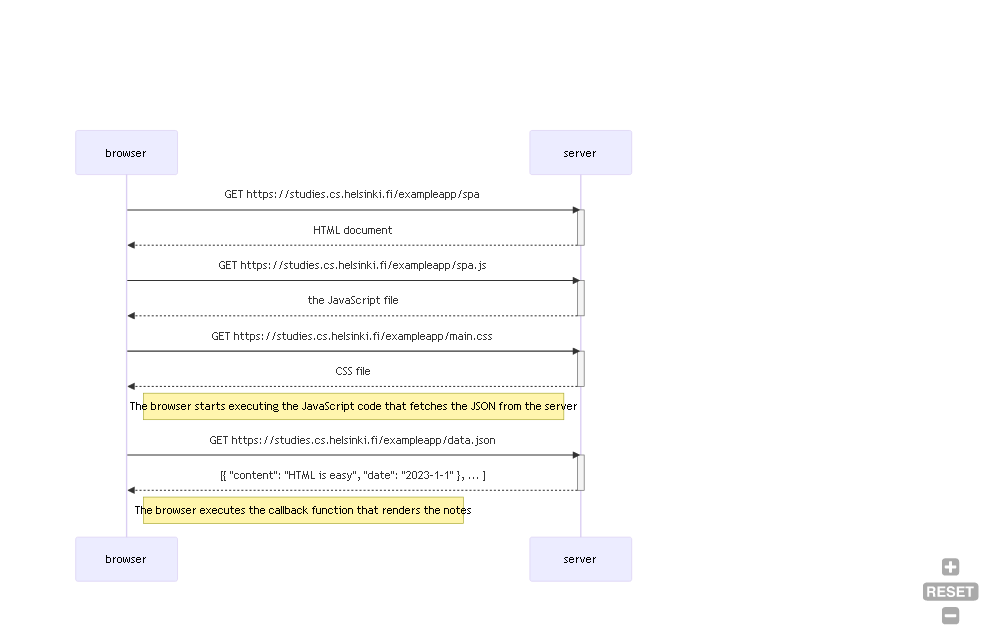 browser
server
GET https://studies.cs.helsinki.fi/exampleapp/spa
HTML document
GET https://studies.cs.helsinki.fi/exampleapp/spa.js
the JavaScript file
GET https://studies.cs.helsinki.fi/exampleapp/main.css
CSS file
The browser starts executing the JavaScript code that fetches the JSON from the server
GET https://studies.cs.helsinki.fi/exampleapp/data.json
[{ "content": "HTML is easy", "date": "2023-1-1" }, ... ]
The browser executes the callback function that renders the notes
browser
server
RESET